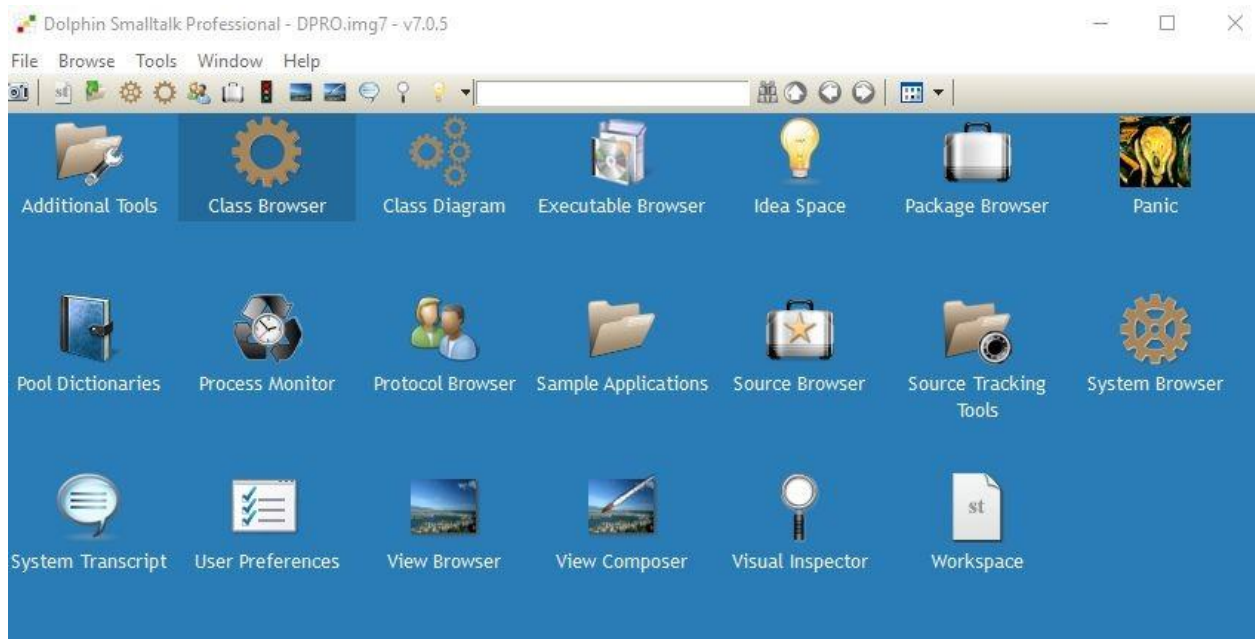 Dolphin Smalltalk Professional - DPRO.img7 - v7.0.5
File Browse Tools Window Help
st
Additional Tools Class Browser Class Diagram Executable Browser Idea Space Package Browser Panic
Pool Dictionaries Process Monitor Protocol Browser Sample Applications Source Browser Source Tracking System Browser
Tools
st
System Transcript User Preferences View Browser View Composer Visual Inspector Workspace